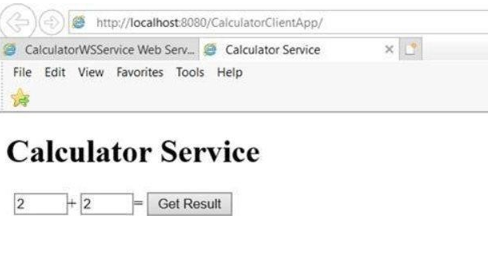 http://localhost:8080/CalculatorClientApp/
CalculatorWSService Web Serv... Calculator Service
File Edit View Favorites Tools Help
Calculator Service
2 + 2 = Get Result